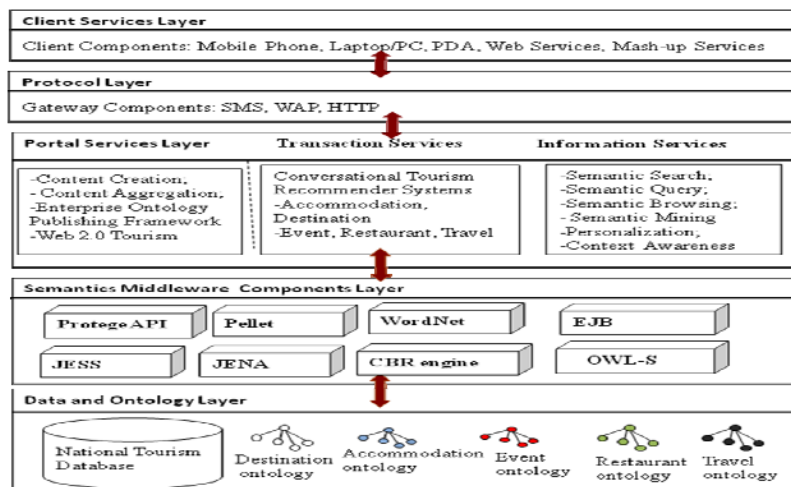 Client Services Layer
Client Components: Mobile Phone, Laptop/PC, PDA, Web Services, Mash-up Services
Protocol Layer
Gateway Components: SMS, WAP, HTTP
Portal Services Layer
-Content Creation;
- Content Aggregation;
-Enterprise Ontology
Publishing Framework
-Web 2.0 Tourism
Transaction Services
Conversational Tourism
Recommender Systems
-Accommodation,
Destination
-Event, Restaurant, Travel
Information Services
-Semantic Search;
-Semantic Query;
-Semantic Browsing;
- Semantic Mining
-Personalization;
-Context Awareness
Semantics Middleware Components Layer
Protege API
Pellet
WordNet
EJB
JESS
JENA
CBR engine
OWL-S
Data and Ontology Layer
National Tourism
Database
Destination
ontology
Accommodation
ontology
Event
ontology
Restaurant
ontology
Travel
ontology